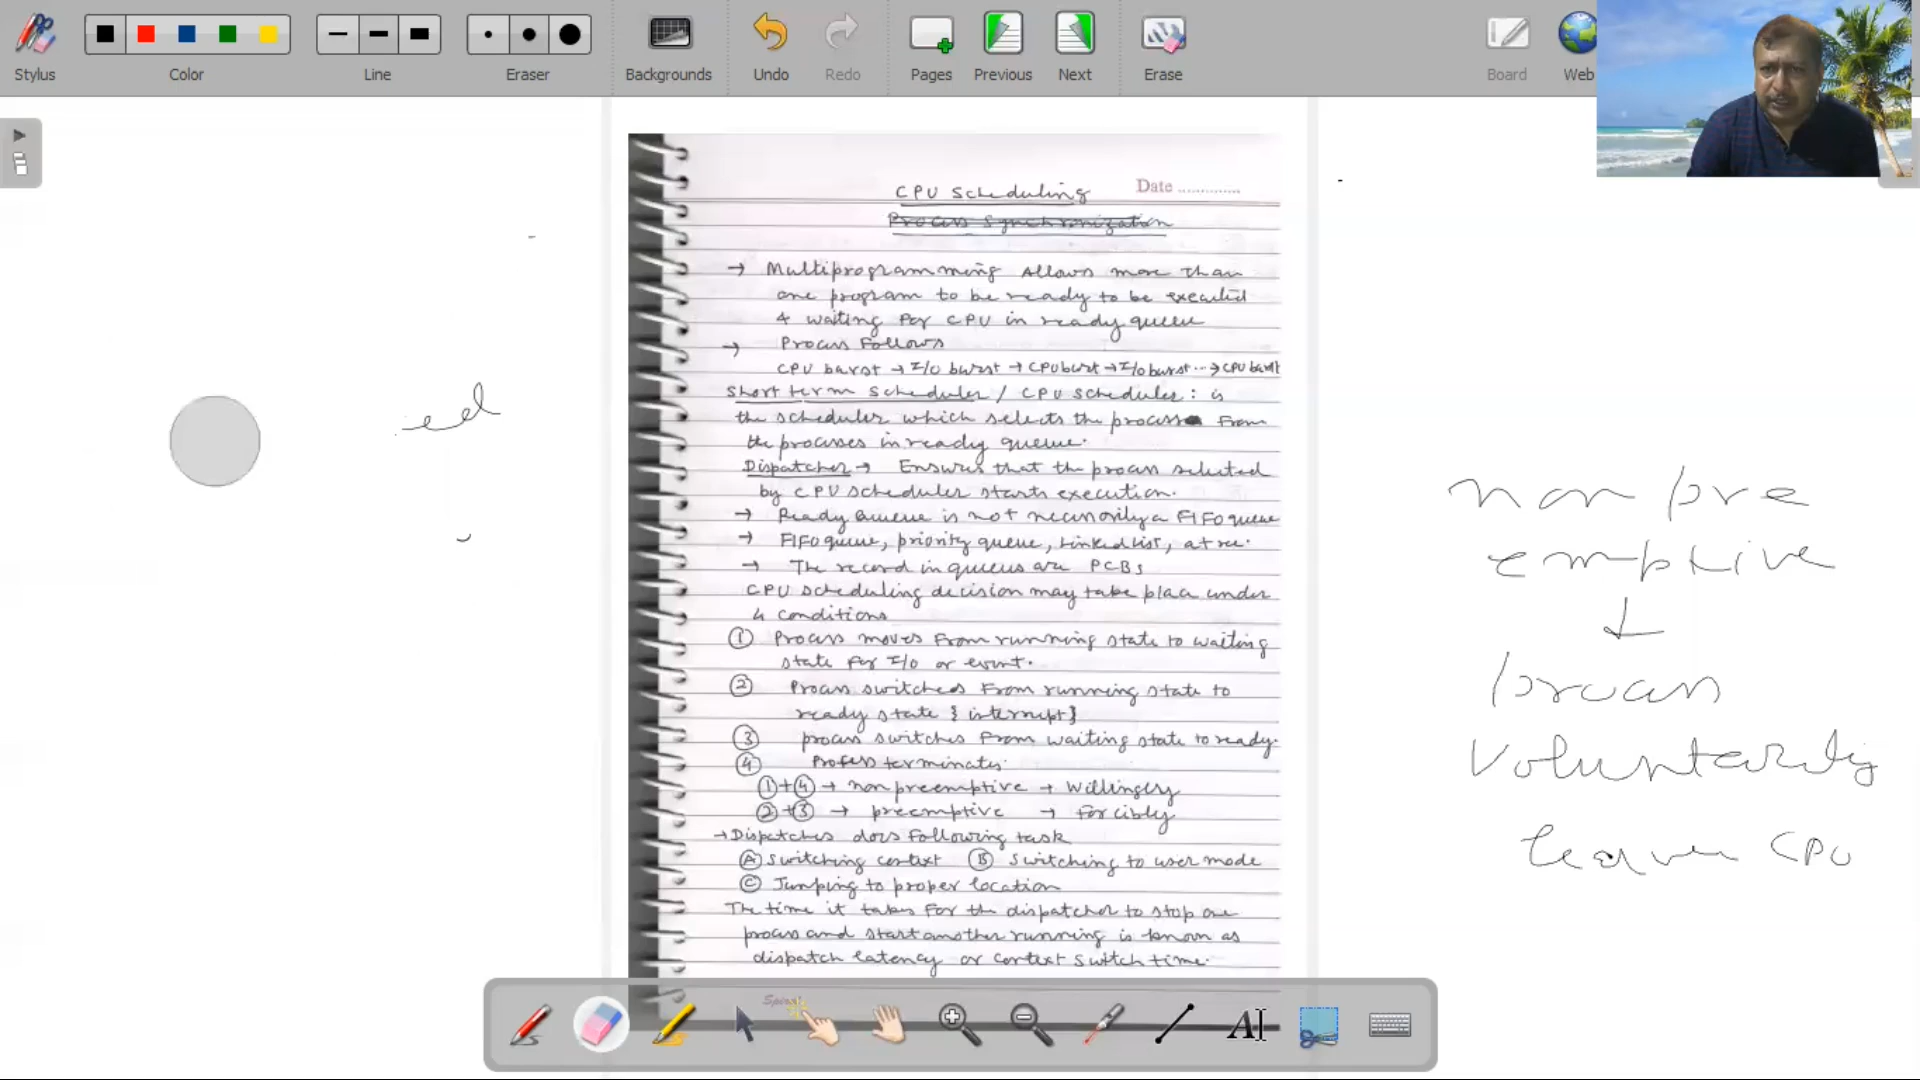 Stylus Color Line Eraser Backgrounds Undo Redo Pages Previous Next Erase Board Web
CPU Scheduling
Date ..............
Process Synchronization
→ Multiprogramming allows more than
one program to be ready to be executed
& waiting for CPU in ready queue
→ Process Follows
CPU burst → I/O burst → CPU burst → I/O burst ... → CPU burst
Short term Scheduler / CPU Scheduler : is
the scheduler which selects the process from
the processes in ready queue.
Dispatcher → Ensures that the process selected
by CPU scheduler starts execution.
→ Ready Queue is not necessarily a FIFO queue
→ FIFO queue, priority queue, Linked List, a tree.
→ The record in queues are PCBs
CPU scheduling decision may take place under
4 conditions
① Process moves from running state to waiting
state for I/O or event.
② Process switches from running state to
ready state { interrupt }
③ process switches from waiting state to ready.
④ Process terminates.
①+④ → non preemptive → Willingly
②+③ → preemptive → forcibly
→ Dispatches does following task
Ⓐ Switching context Ⓑ Switching to user mode
Ⓒ Jumping to proper location
The time it takes for the dispatcher to stop one
process and start another running is known as
dispatch latency or context switch time.
Spiral
ed
non pre
emptive
↓
process
Voluntarily
leaves CPU
AI